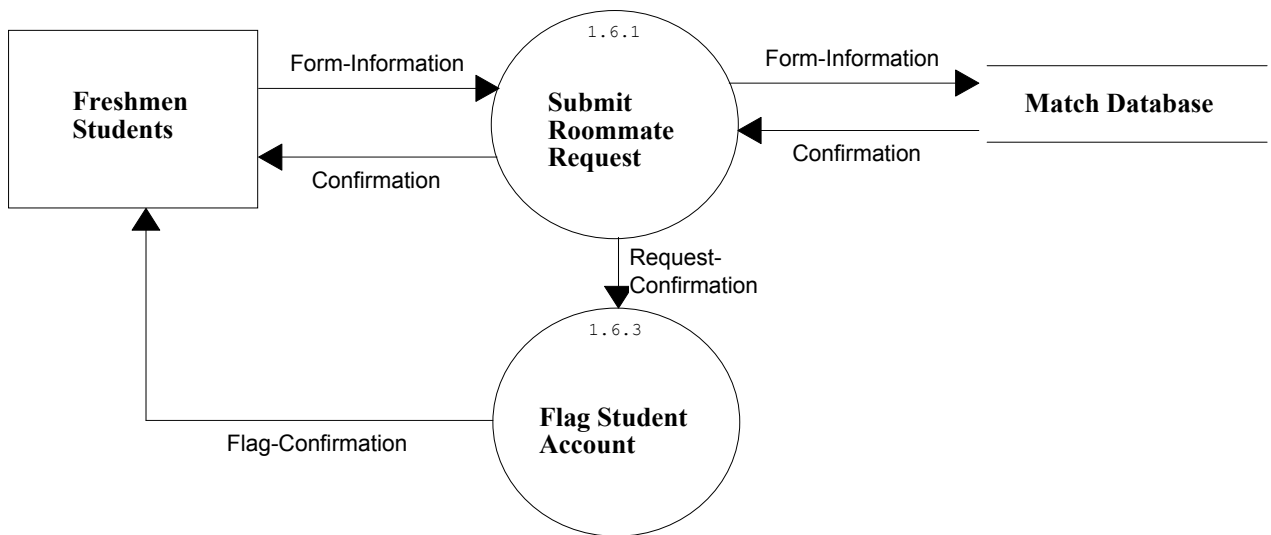 1.6.1
Form-Information
Form-Information
Freshmen
Students
Submit
Roommate
Request
Match Database
Confirmation
Confirmation
Request-
Confirmation
1.6.3
Flag Student
Account
Flag-Confirmation